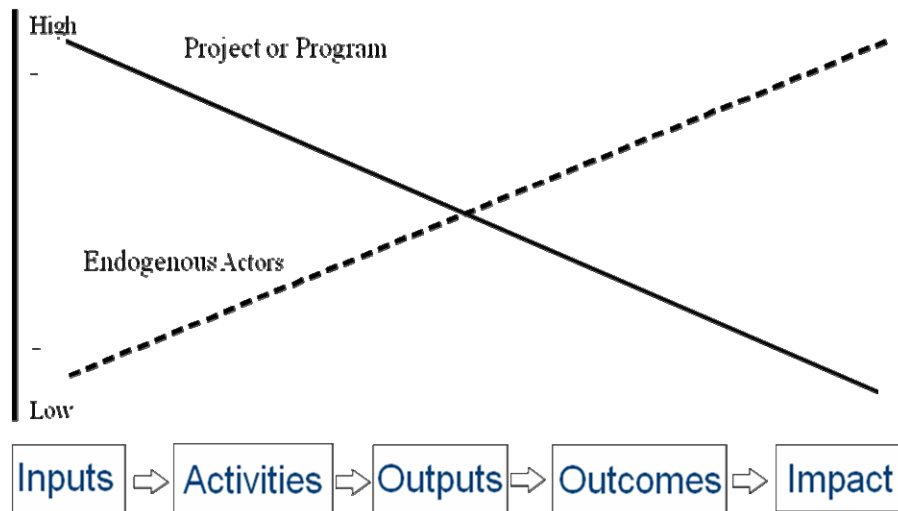 High
Project or Program
Endogenous Actors
Low
Inputs ⇨ Activities ⇨ Outputs ⇨ Outcomes ⇨ Impact